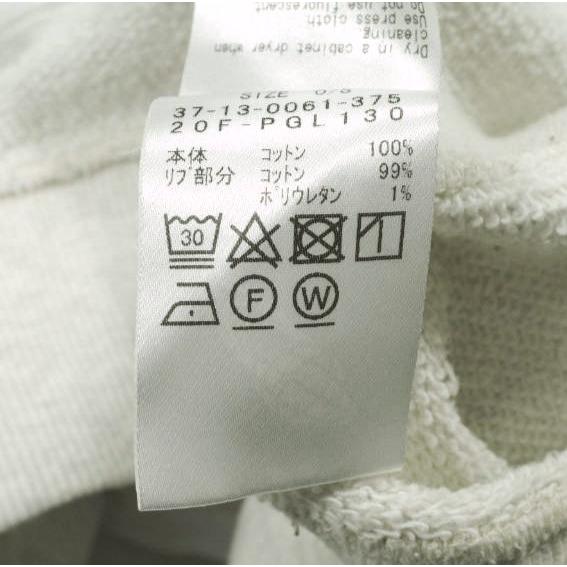 Do not use fluorescent
Use press cloth.
cleaning.
Dry in a cabinet dryer when
SIZE 0/S
37-13-0061-375
20F-PGL130
本体 コットン 100%
リブ部分 コットン 99%
ポリウレタン 1%
30
F W